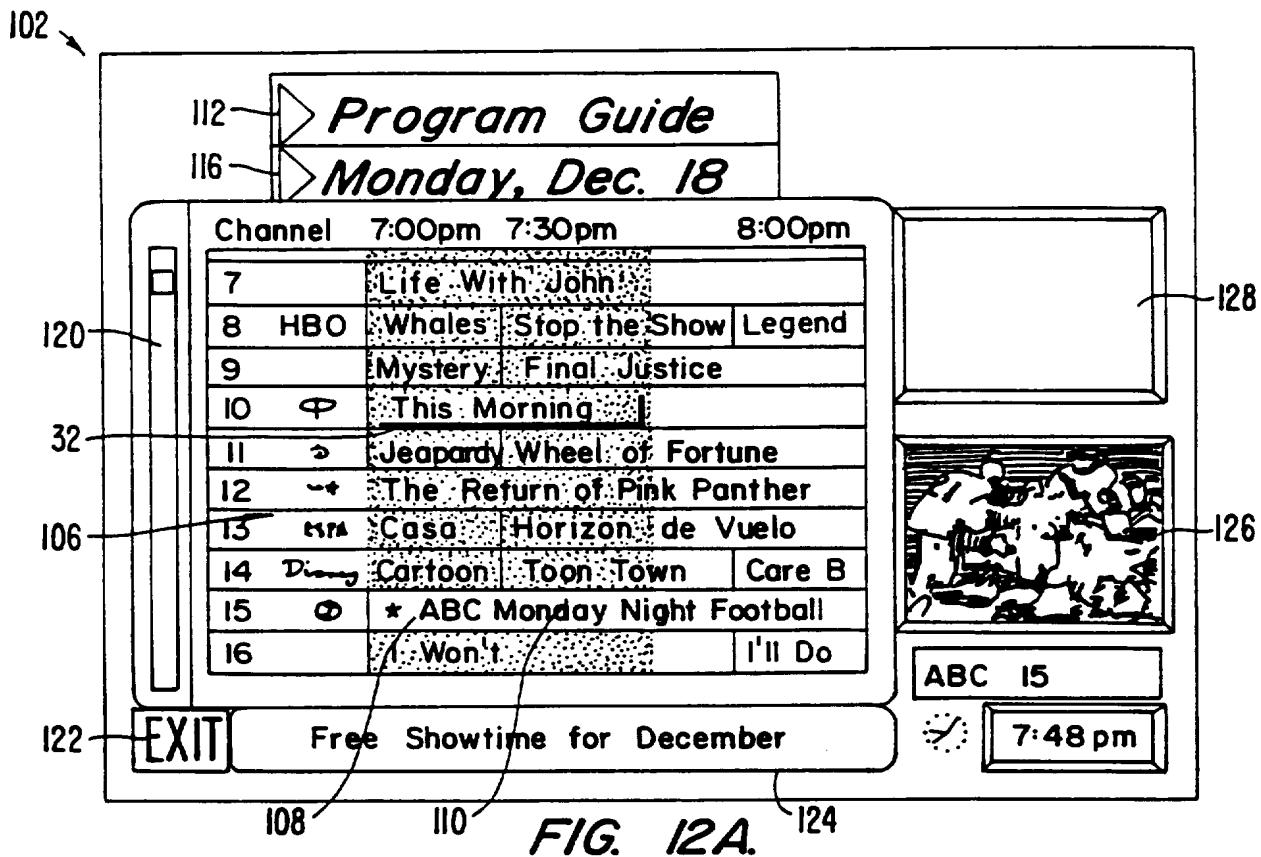 102
112 Program Guide
116 Monday, Dec. 18
Channel 7:00pm 7:30pm 8:00pm
7 Life With John
8 HBO Whales Stop the Show Legend
128
120
9 Mystery Final Justice
10 This Morning
32
11 Jeapardy Wheel of Fortune
12 The Return of Pink Panther
13 Casa Horizon de Vuelo
106
126
14 Disney Cartoon Toon Town Care B
15 * ABC Monday Night Football
16 I Won't I'll Do
ABC 15
122 EXIT Free Showtime for December 7:48 pm
108 110 124
FIG. 12A.